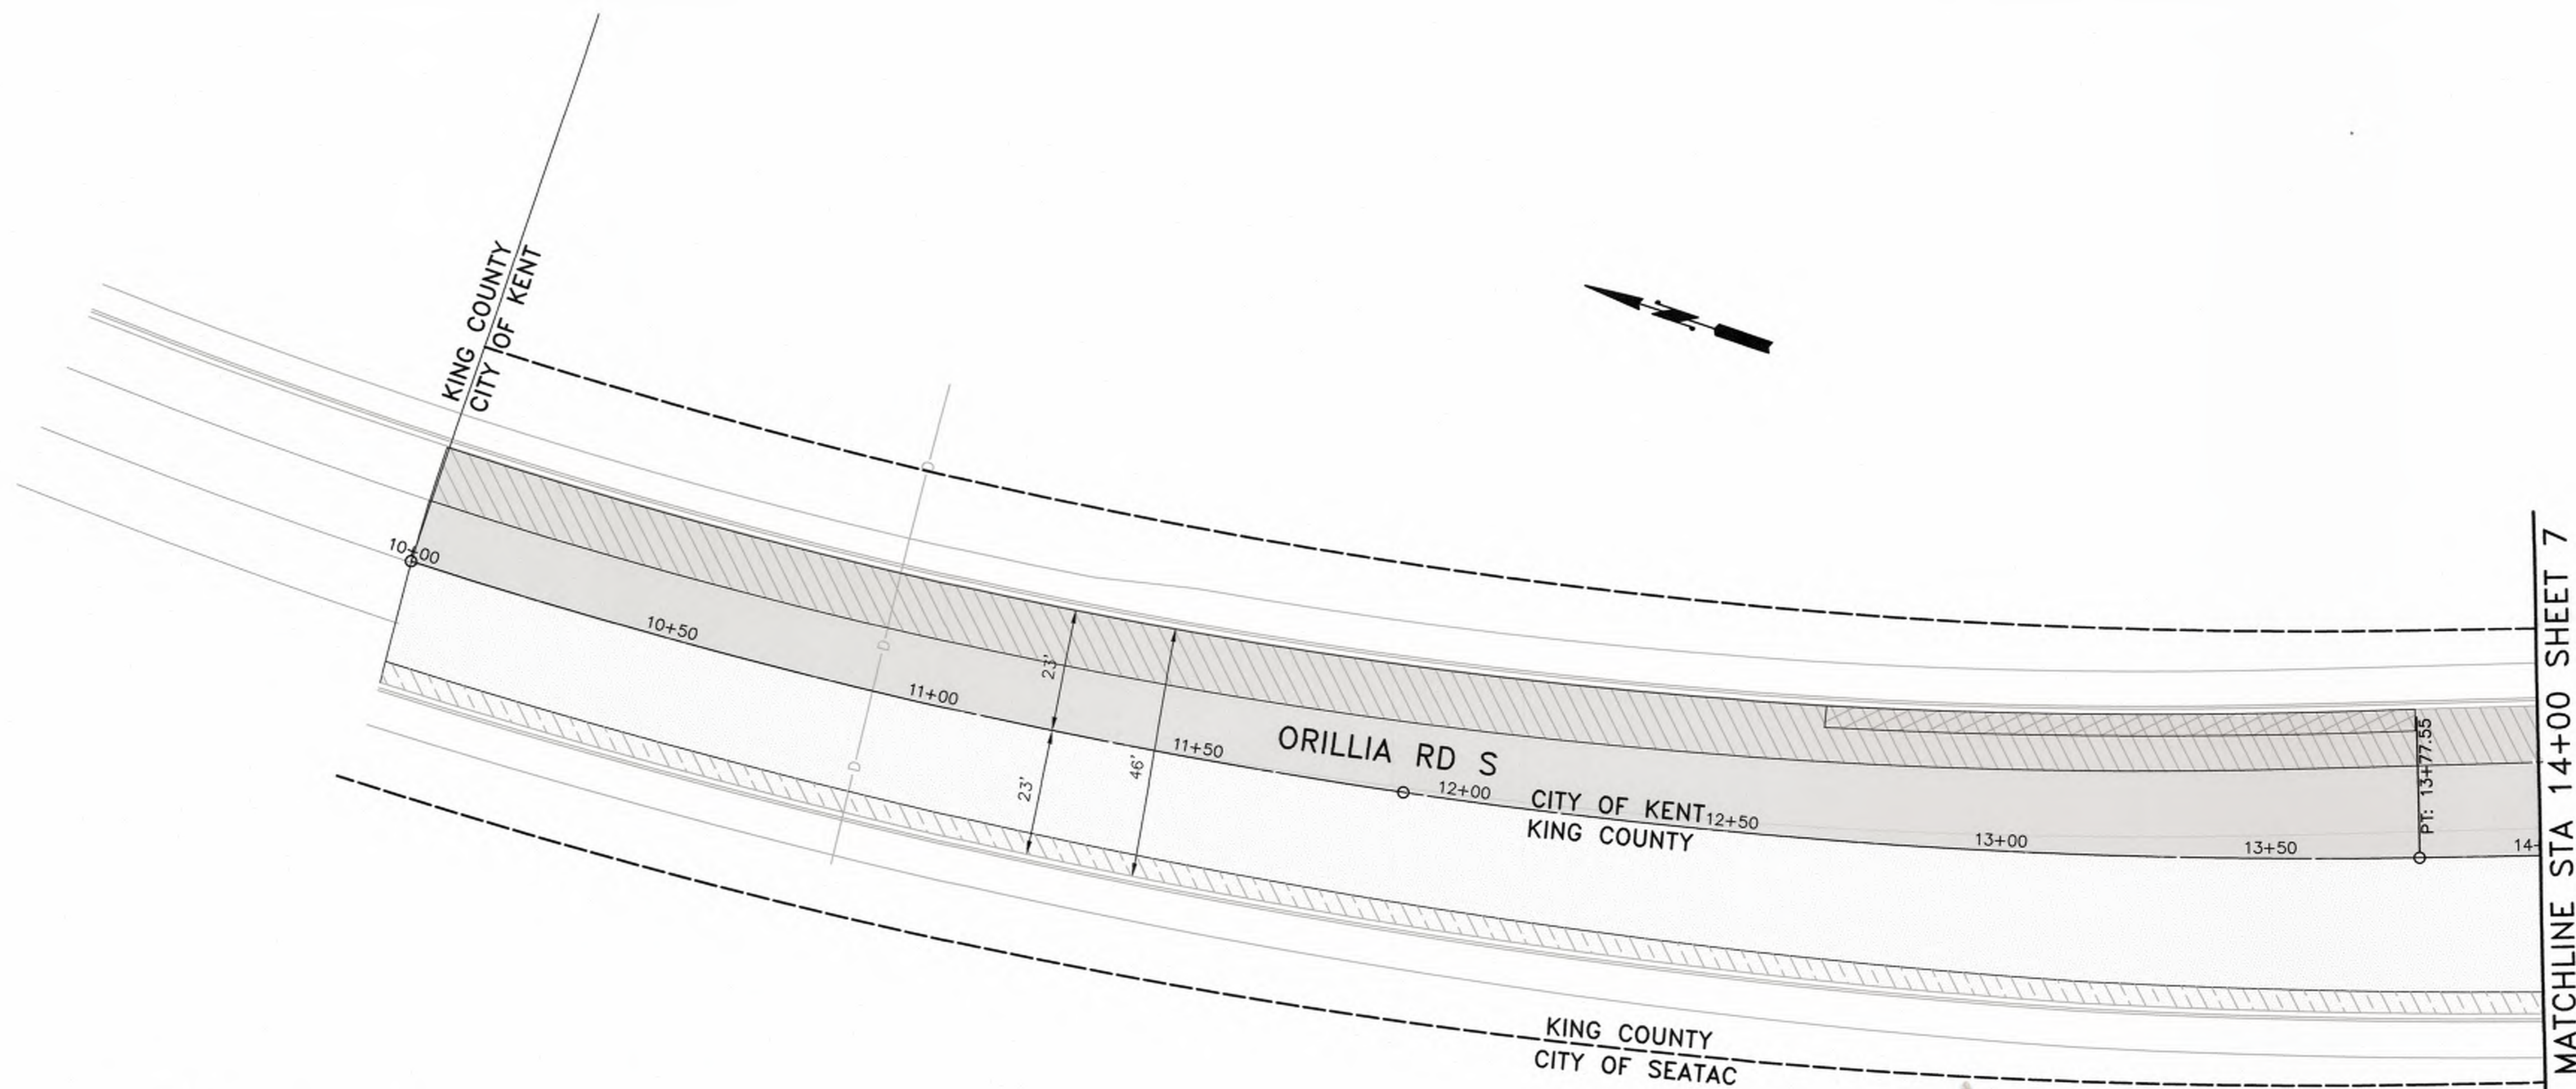 KING COUNTY
CITY OF KENT
10+00
10+50
11+00
23'
23'
46'
11+50
ORILLIA RD S
12+00
CITY OF KENT
KING COUNTY
12+50
13+00
13+50
PT: 13+77.55
14-
D
D
D
KING COUNTY
CITY OF SEATAC
MATCHLINE STA 14+00 SHEET 7